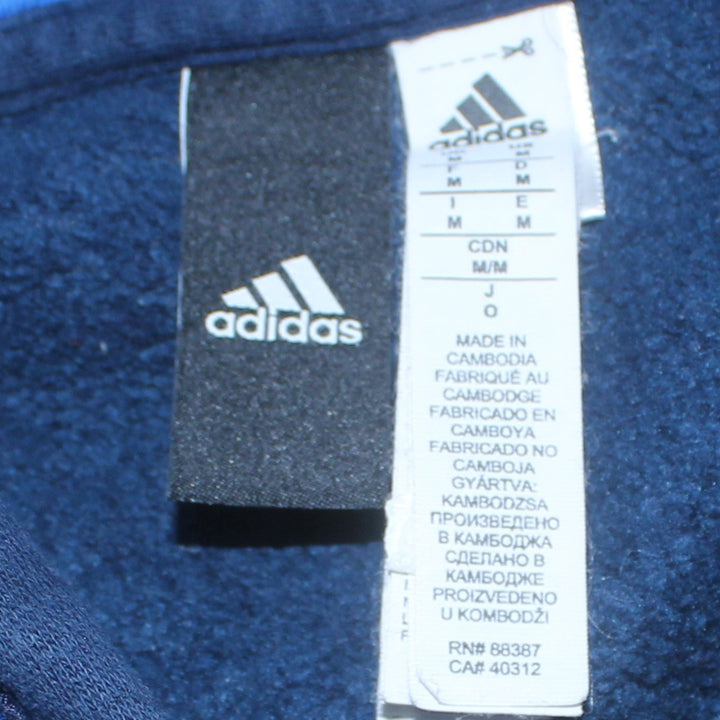 adidas
adidas
M M
F D
M M
I E
M M
CDN
M/M
J
O
MADE IN
CAMBODIA
FABRIQUÉ AU
CAMBODGE
FABRICADO EN
CAMBOYA
FABRICADO NO
CAMBOJA
GYÁRTVA:
KAMBODZSA
ПРОИЗВЕДЕНО
В КАМБОДЖА
СДЕЛАНО В
КАМБОДЖЕ
PROIZVEDENO
U KOMBODŽI
RN# 88387
CA# 40312